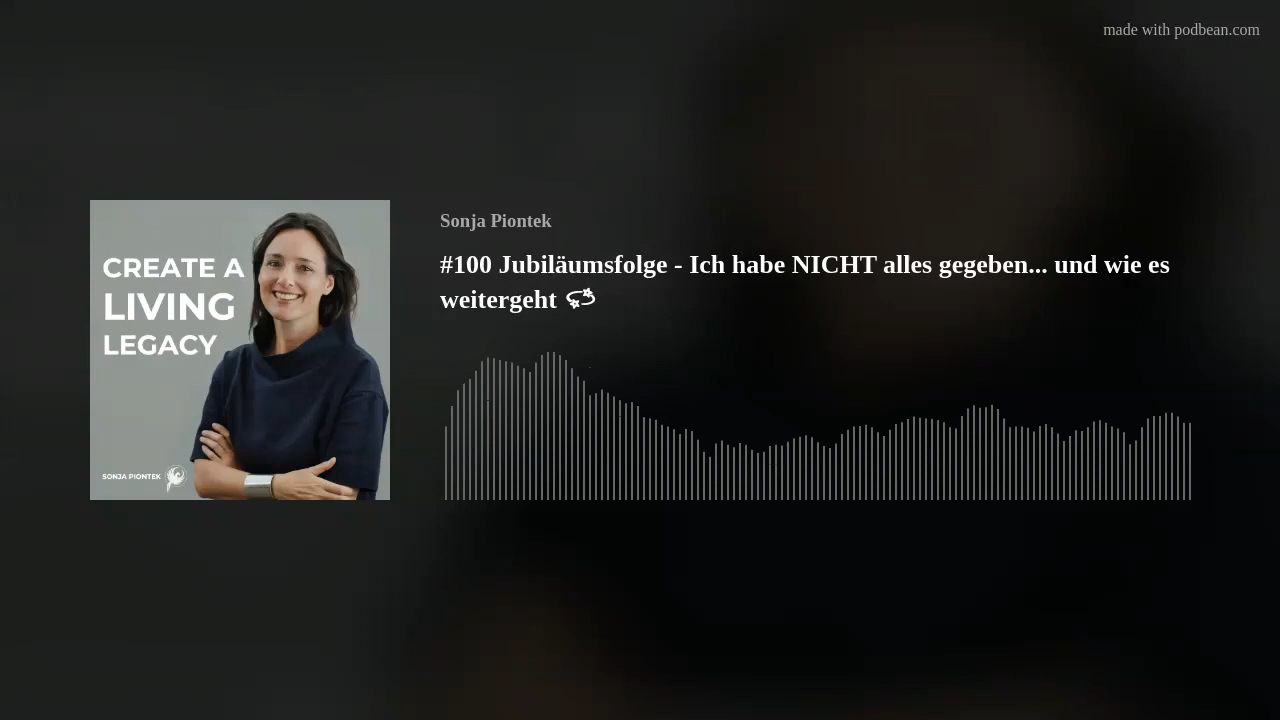 made with podbean.com
CREATE A
LIVING
LEGACY
SONJA PIONTEK
Sonja Piontek
#100 Jubiläumsfolge - Ich habe NICHT alles gegeben... und wie es
weitergeht 💫